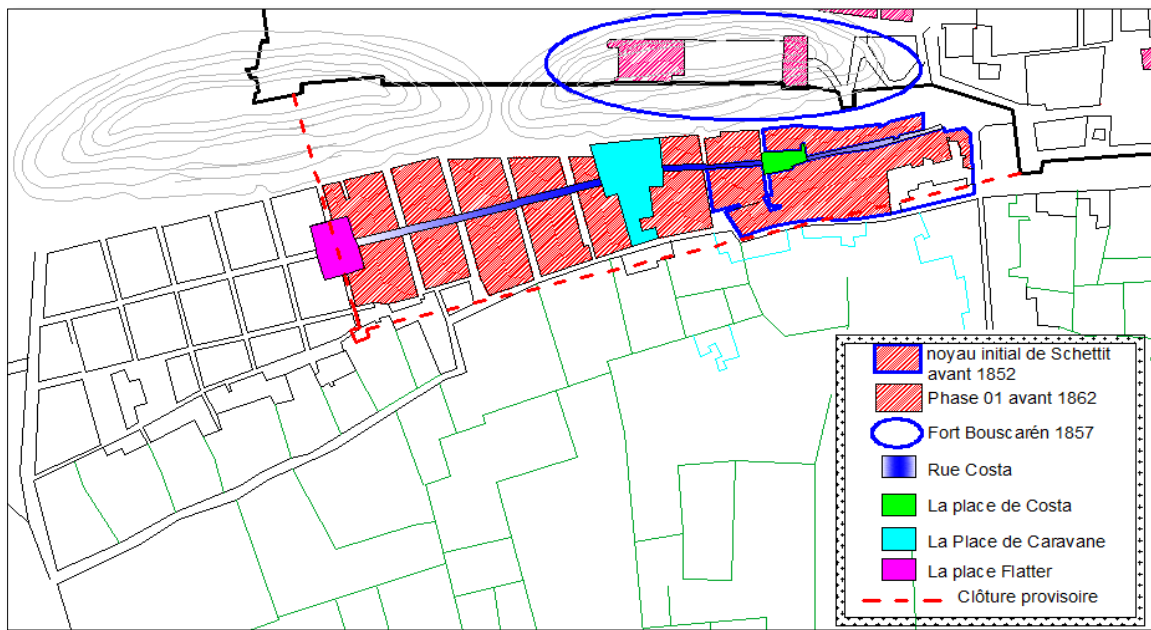 noyau initial de Schettit
avant 1852
Phase 01 avant 1862
Fort Bouscarén 1857
Rue Costa
La place de Costa
La Place de Caravane
La place Flatter
Clôture provisoire